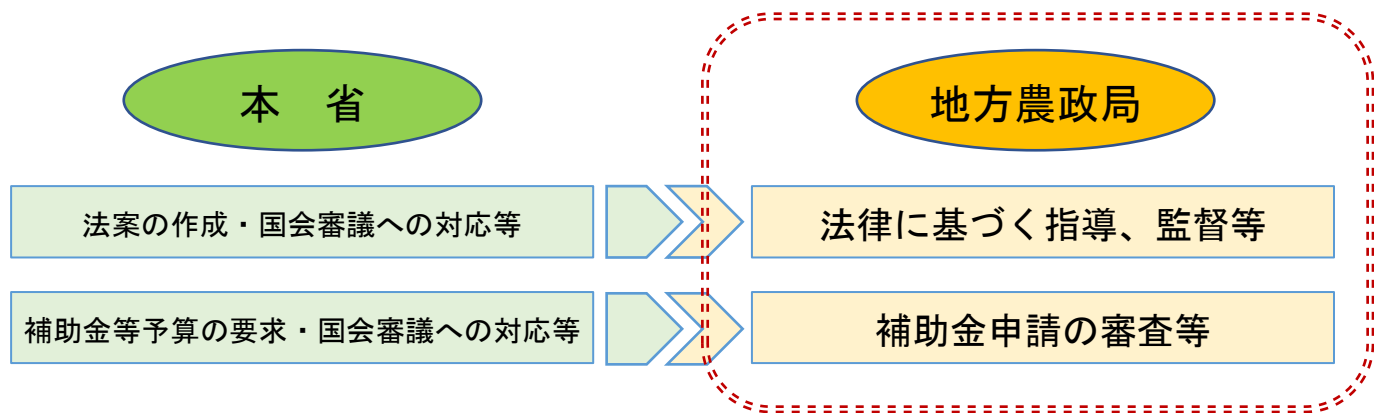 本　省
地方農政局
法案の作成・国会審議への対応等
法律に基づく指導、監督等
補助金等予算の要求・国会審議への対応等
補助金申請の審査等